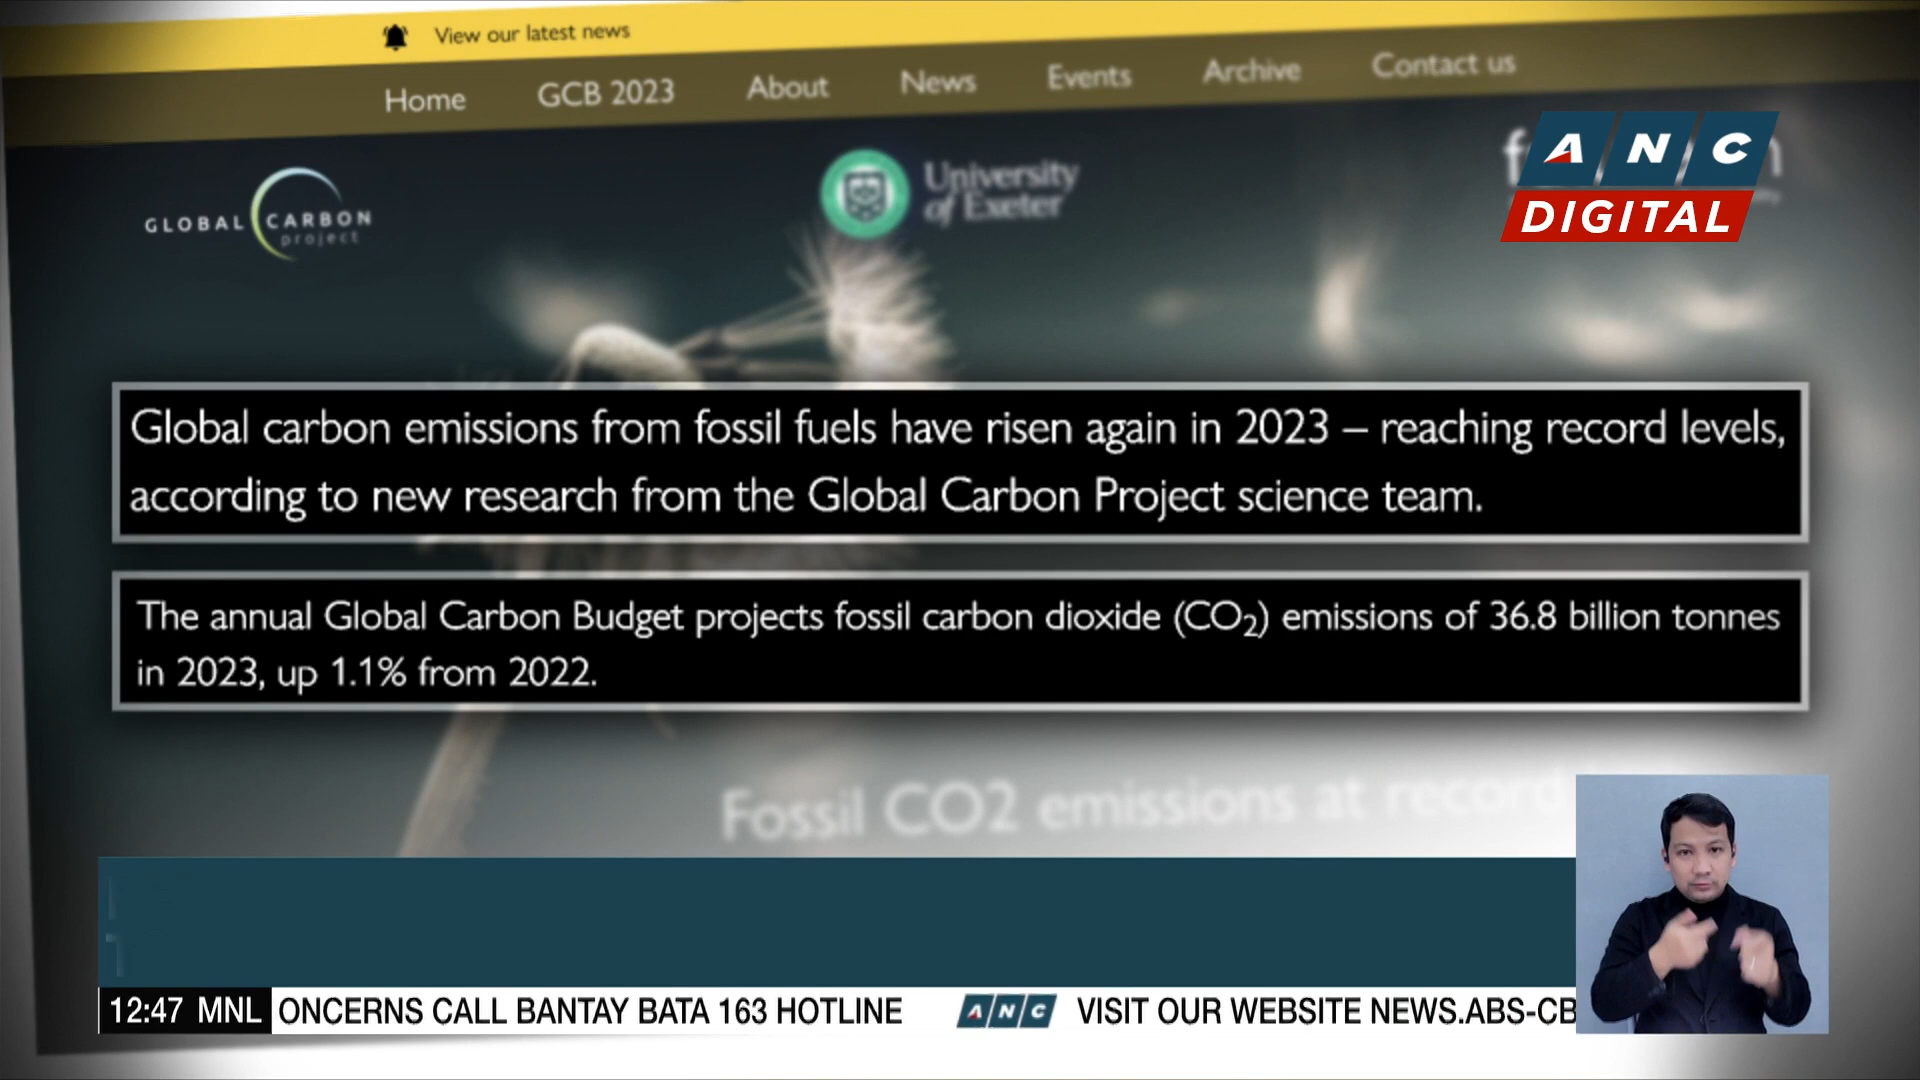 View our latest news
Home GCB 2023 About News Events Archive Contact us
GLOBAL CARBON
project
University
of Exeter
ANC
DIGITAL
Global carbon emissions from fossil fuels have risen again in 2023 – reaching record levels,
according to new research from the Global Carbon Project science team.
The annual Global Carbon Budget projects fossil carbon dioxide (CO₂) emissions of 36.8 billion tonnes
in 2023, up 1.1% from 2022.
Fossil CO2 emissions at record
12:47 MNL ONCERNS CALL BANTAY BATA 163 HOTLINE ANC VISIT OUR WEBSITE NEWS.ABS-CB